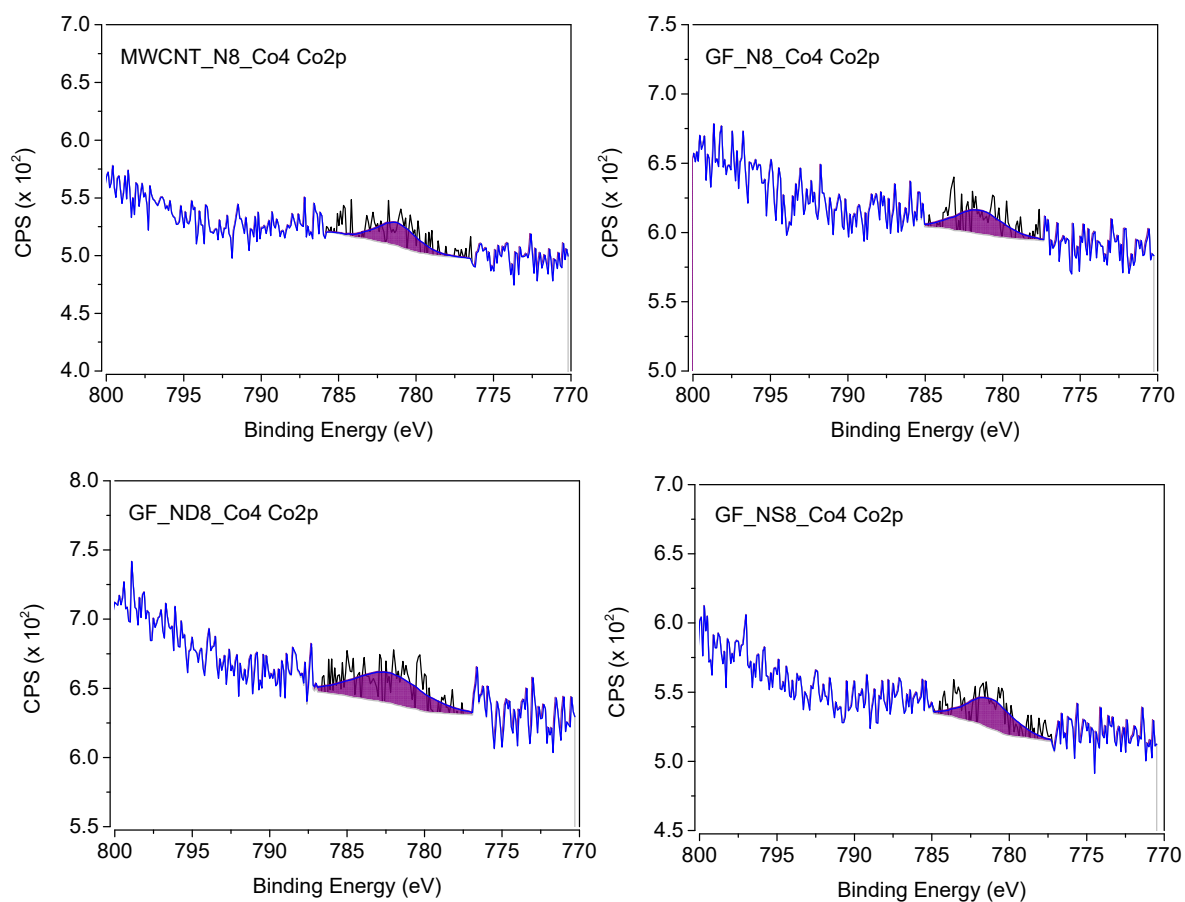 MWCNT_N8_Co4 Co2p
CPS (x 10²)
7.0
6.5
6.0
5.5
5.0
4.5
4.0
800 795 790 785 780 775 770
Binding Energy (eV)
GF_N8_Co4 Co2p
CPS (x 10²)
7.5
7.0
6.5
6.0
5.5
5.0
800 795 790 785 780 775 770
Binding Energy (eV)
GF_ND8_Co4 Co2p
CPS (x 10²)
8.0
7.5
7.0
6.5
6.0
5.5
800 795 790 785 780 775 770
Binding Energy (eV)
GF_NS8_Co4 Co2p
CPS (x 10²)
7.0
6.5
6.0
5.5
5.0
4.5
800 795 790 785 780 775 770
Binding Energy (eV)